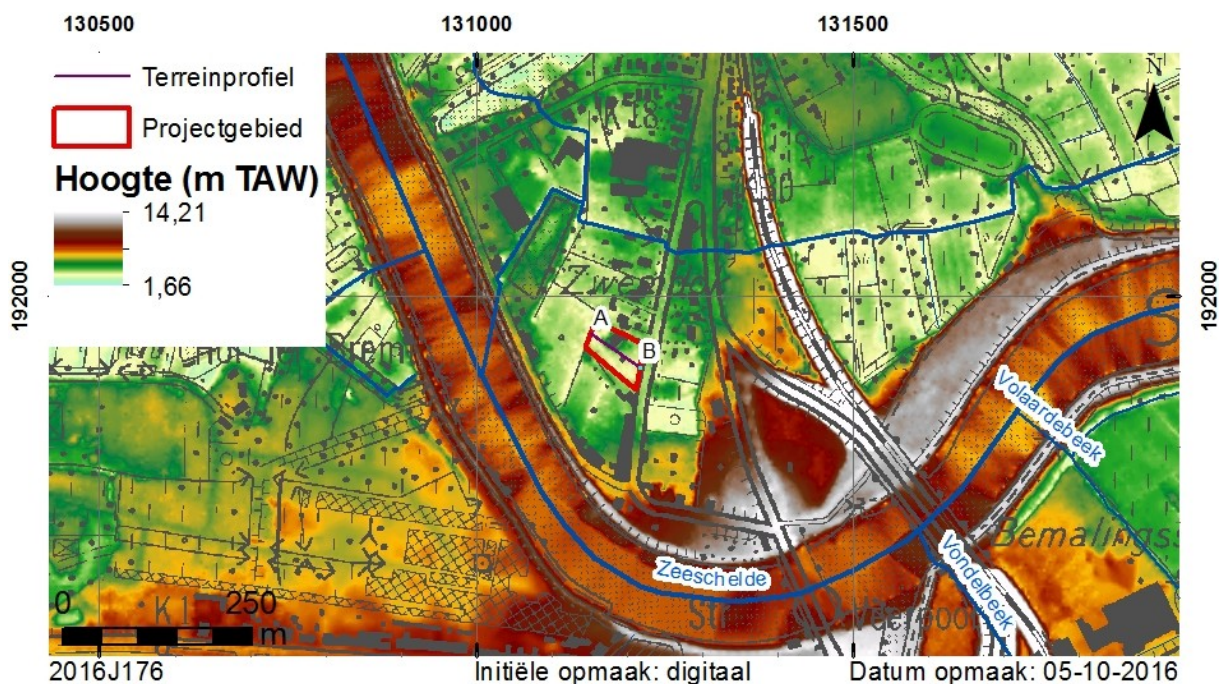 130500 131000 131500
192000
192000
Terreinprofiel
Projectgebied
Hoogte (m TAW)
14,21
1,66
N
K 18
A
B
Volaardebeek
Zeeschelde
Vondelbeek
0 250
m
2016J176 Initiële opmaak: digitaal Datum opmaak: 05-10-2016